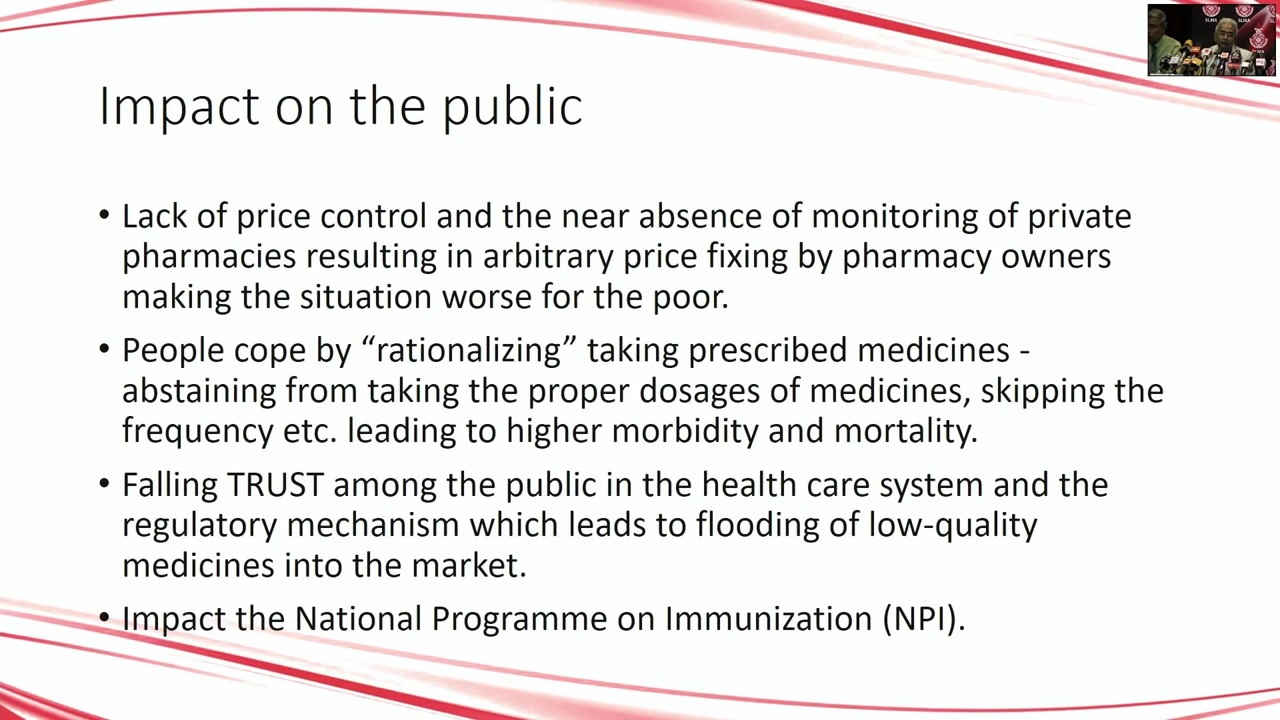 SLMA
SLMA
Impact on the public
• Lack of price control and the near absence of monitoring of private
pharmacies resulting in arbitrary price fixing by pharmacy owners
making the situation worse for the poor.
• People cope by “rationalizing” taking prescribed medicines -
abstaining from taking the proper dosages of medicines, skipping the
frequency etc. leading to higher morbidity and mortality.
• Falling TRUST among the public in the health care system and the
regulatory mechanism which leads to flooding of low-quality
medicines into the market.
• Impact the National Programme on Immunization (NPI).